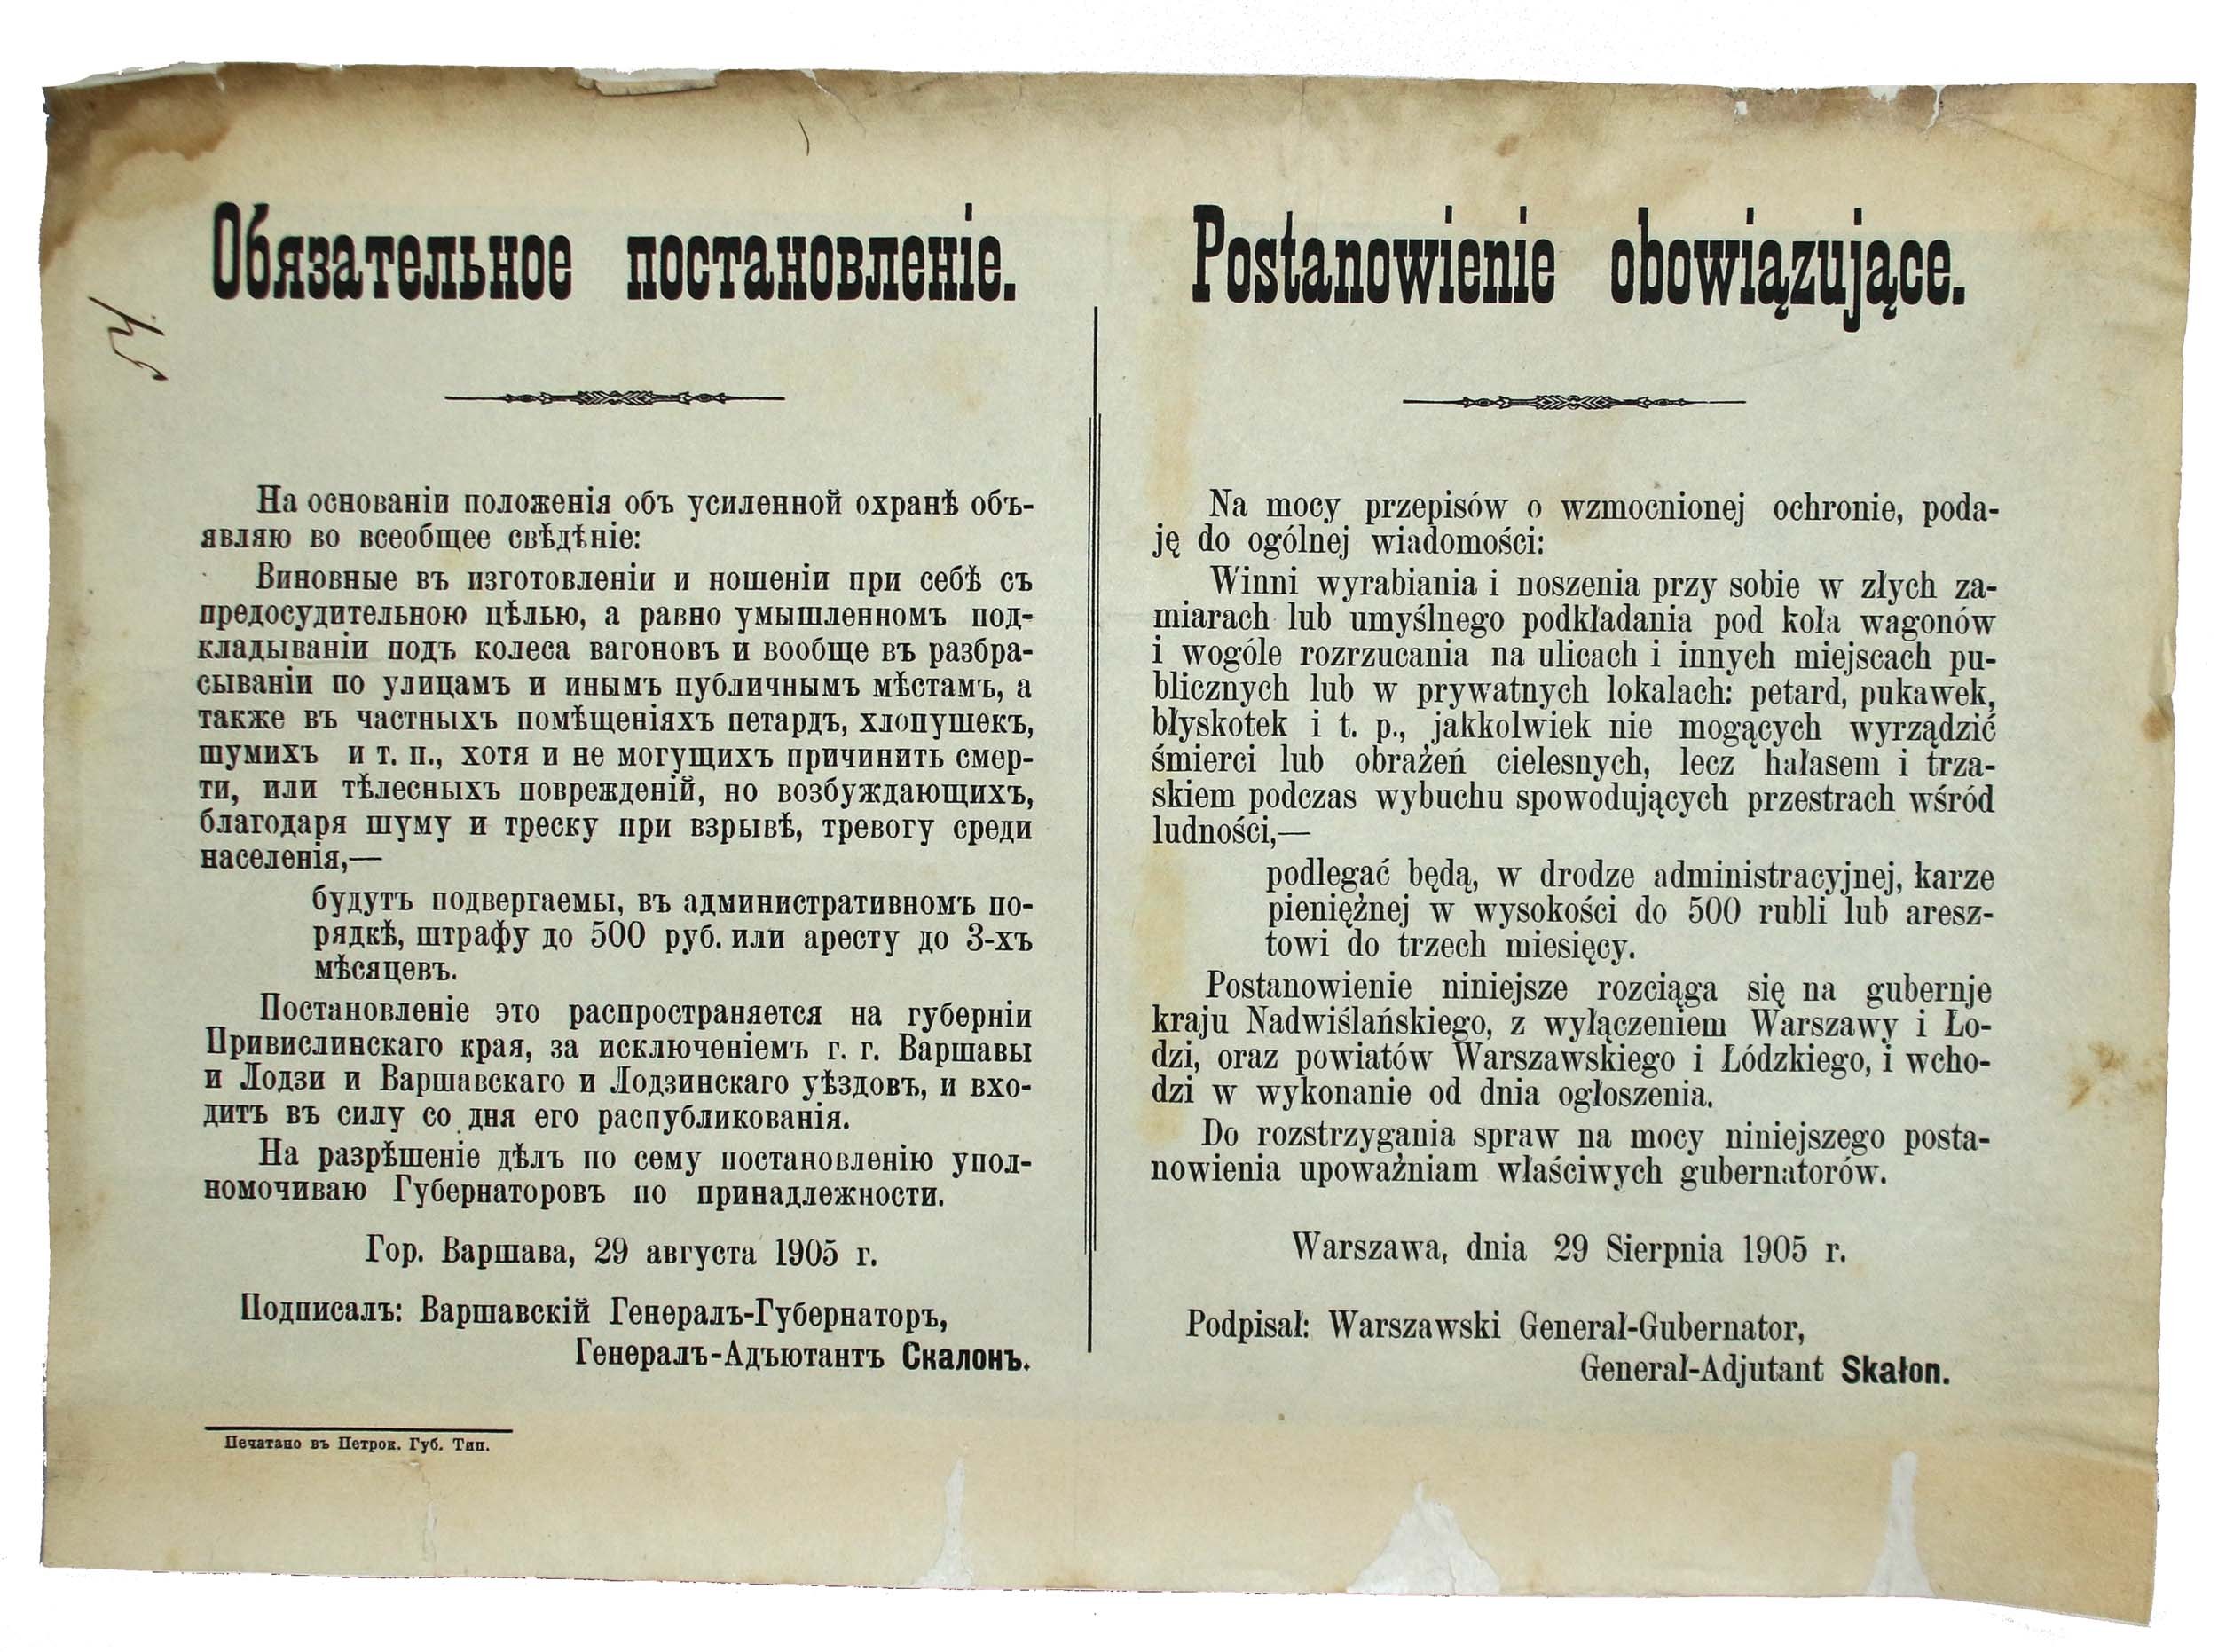 Обязательное постановленіе.
На основаніи положенія объ усиленной охранѣ объ-
являю во всеобщее свѣдѣніе:
Виновные въ изготовленіи и ношеніи при себѣ съ
предосудительною цѣлью, а равно умышленномъ под-
кладываніи подъ колеса вагоновъ и вообще въ разбра-
сываніи по улицамъ и инымъ публичнымъ мѣстамъ, а
также въ частныхъ помѣщеніяхъ петардъ, хлопушекъ,
шумихъ и т. п., хотя и не могущихъ причинить смер-
ти, или тѣлесныхъ поврежденій, но возбуждающихъ,
благодаря шуму и треску при взрывѣ, тревогу среди
населенія,—
будутъ подвергаемы, въ административномъ по-
рядкѣ, штрафу до 500 руб. или аресту до 3-хъ
мѣсяцевъ.
Постановленіе это распространяется на губерніи
Привислинскаго края, за исключеніемъ г. г. Варшавы
и Лодзи и Варшавскаго и Лодзинскаго уѣздовъ, и вхо-
дитъ въ силу со дня его распубликованія.
На разрѣшеніе дѣлъ по сему постановленію упол-
номочиваю Губернаторовъ по принадлежности.
Гор. Варшава, 29 августа 1905 г.
Подписалъ: Варшавскій Генералъ-Губернаторъ,
Генералъ-Адъютантъ Скалонъ.
Печатано въ Петрок. Губ. Тип.
Postanowienie obowiązujące.
Na mocy przepisów o wzmocnionej ochronie, poda-
ję do ogólnej wiadomości:
Winni wyrabiania i noszenia przy sobie w złych za-
miarach lub umyślnego podkładania pod koła wagonów
i wogóle rozrzucania na ulicach i innych miejscach pu-
blicznych lub w prywatnych lokalach: petard, pukawek,
błyskotek i t. p., jakkolwiek nie mogących wyrządzić
śmierci lub obrażeń cielesnych, lecz hałasem i trza-
skiem podczas wybuchu spowodujących przestrach wśród
ludności,—
podlegać będą, w drodze administracyjnej, karze
pieniężnej w wysokości do 500 rubli lub aresz-
towi do trzech miesięcy.
Postanowienie niniejsze rozciąga się na gubernje
kraju Nadwiślańskiego, z wyłączeniem Warszawy i Ło-
dzi, oraz powiatów Warszawskiego i Łódzkiego, i wcho-
dzi w wykonanie od dnia ogłoszenia.
Do rozstrzygania spraw na mocy niniejszego posta-
nowienia upoważniam właściwych gubernatorów.
Warszawa, dnia 29 Sierpnia 1905 r.
Podpisał: Warszawski Generał-Gubernator,
Generał-Adjutant Skałon.